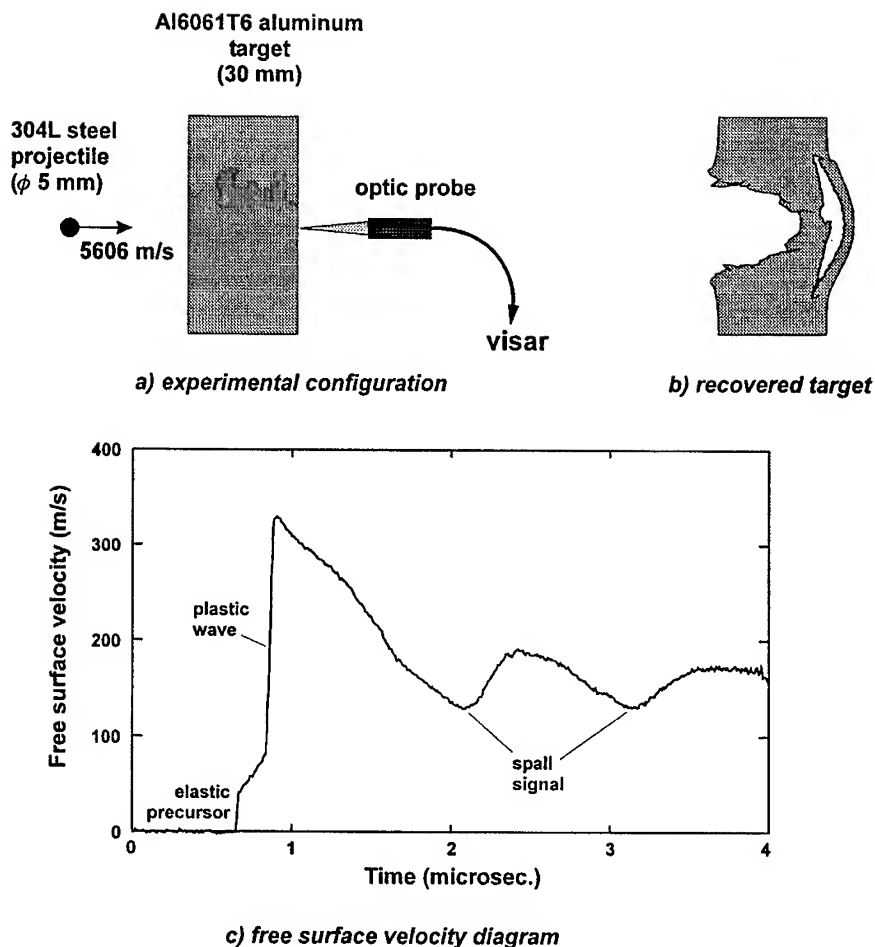 Al6061T6 aluminum
target
(30 mm)
304L steel
projectile
(ϕ 5 mm)
5606 m/s
optic probe
visar
a) experimental configuration
b) recovered target
400
300
200
100
0
Free surface velocity (m/s)
plastic
wave
elastic
precursor
spall
signal
0
1
2
3
4
Time (microsec.)
c) free surface velocity diagram